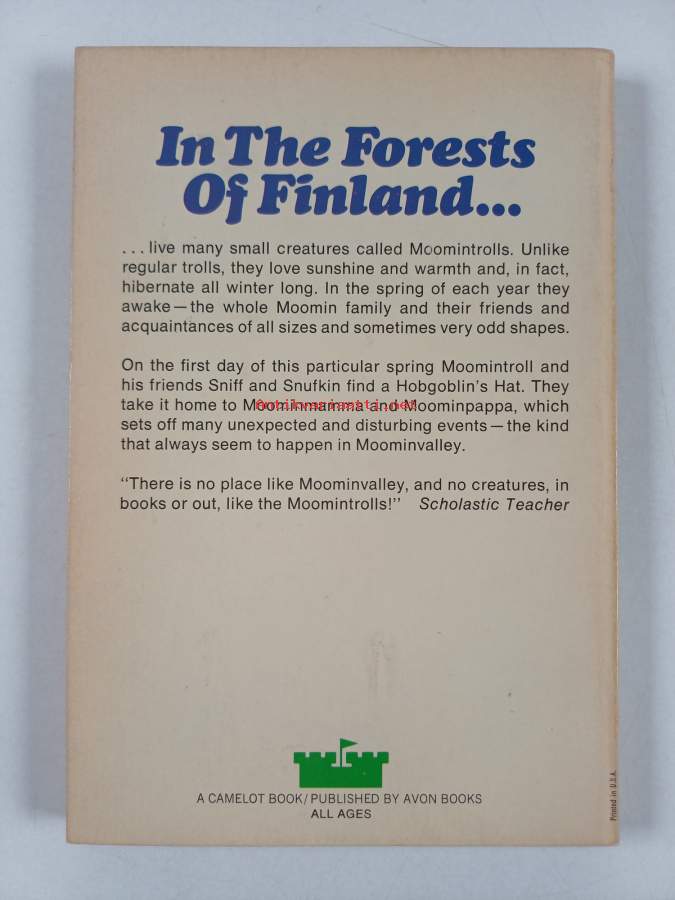 In The Forests
Of Finland...
...live many small creatures called Moomintrolls. Unlike
regular trolls, they love sunshine and warmth and, in fact,
hibernate all winter long. In the spring of each year they
awake—the whole Moomin family and their friends and
acquaintances of all sizes and sometimes very odd shapes.
On the first day of this particular spring Moomintroll and
his friends Sniff and Snufkin find a Hobgoblin's Hat. They
take it home to Moominmamma and Moominpappa, which
antikvariaatti.net
sets off many unexpected and disturbing events—the kind
that always seem to happen in Moominvalley.
"There is no place like Moominvalley, and no creatures, in
books or out, like the Moomintrolls!" Scholastic Teacher
A CAMELOT BOOK/PUBLISHED BY AVON BOOKS
ALL AGES
Printed in U.S.A.